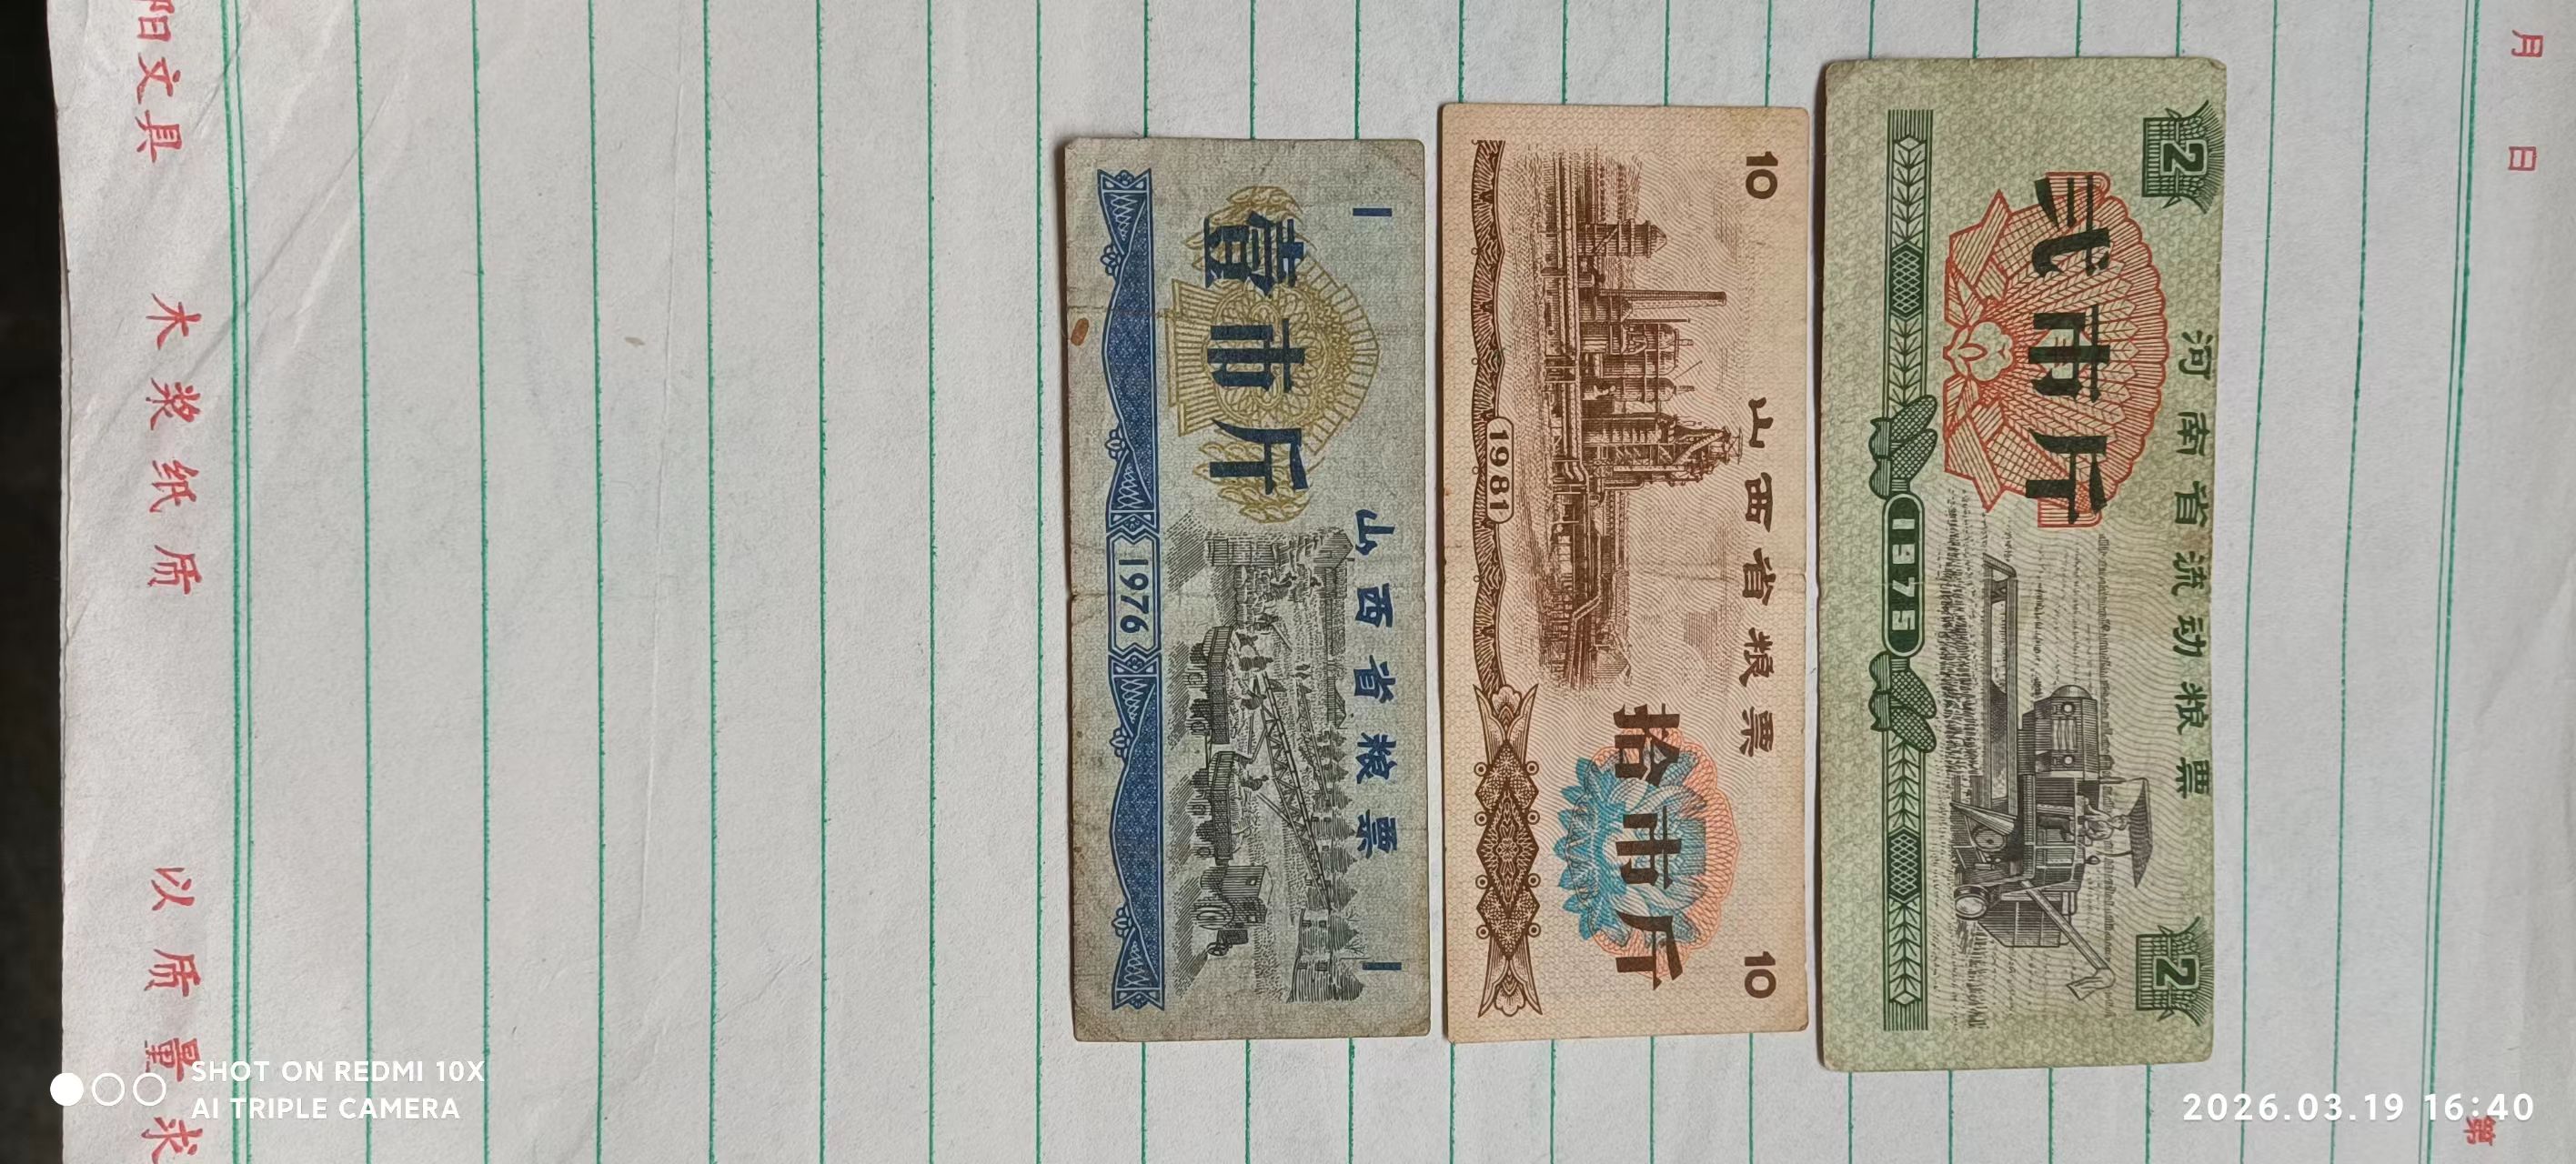 月 日
第
2
河南省流动粮票
贰市斤
1975
2
10
山西省粮票
1981
拾市斤
10
1
壹市斤
山西省粮票
1
1976
阳文具 木浆纸质 以质量求
SHOT ON REDMI 10X
AI TRIPLE CAMERA
2026.03.19 16:40